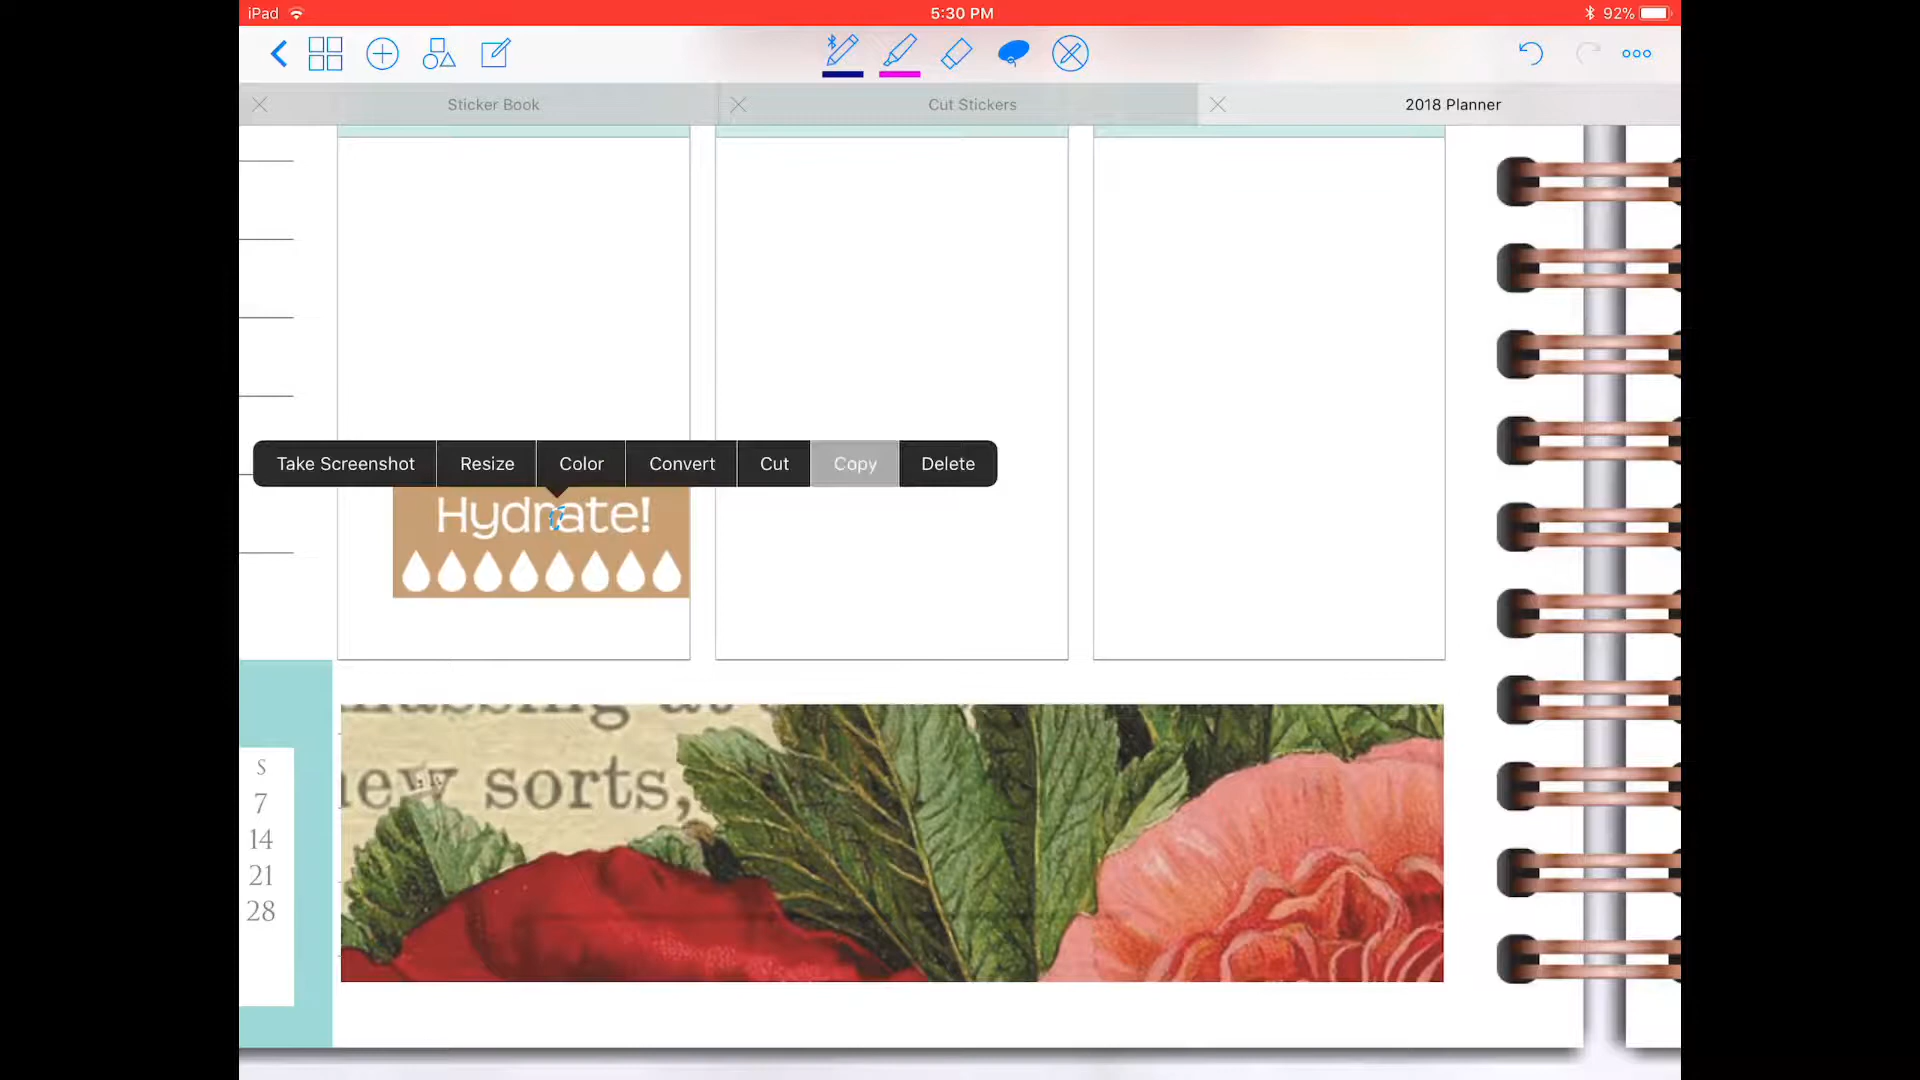 iPad 5:30 PM 92%
Sticker Book Cut Stickers 2018 Planner
Take Screenshot Resize Color Convert Cut Copy Delete
Hydrate!
new sorts,
S
7
14
21
28